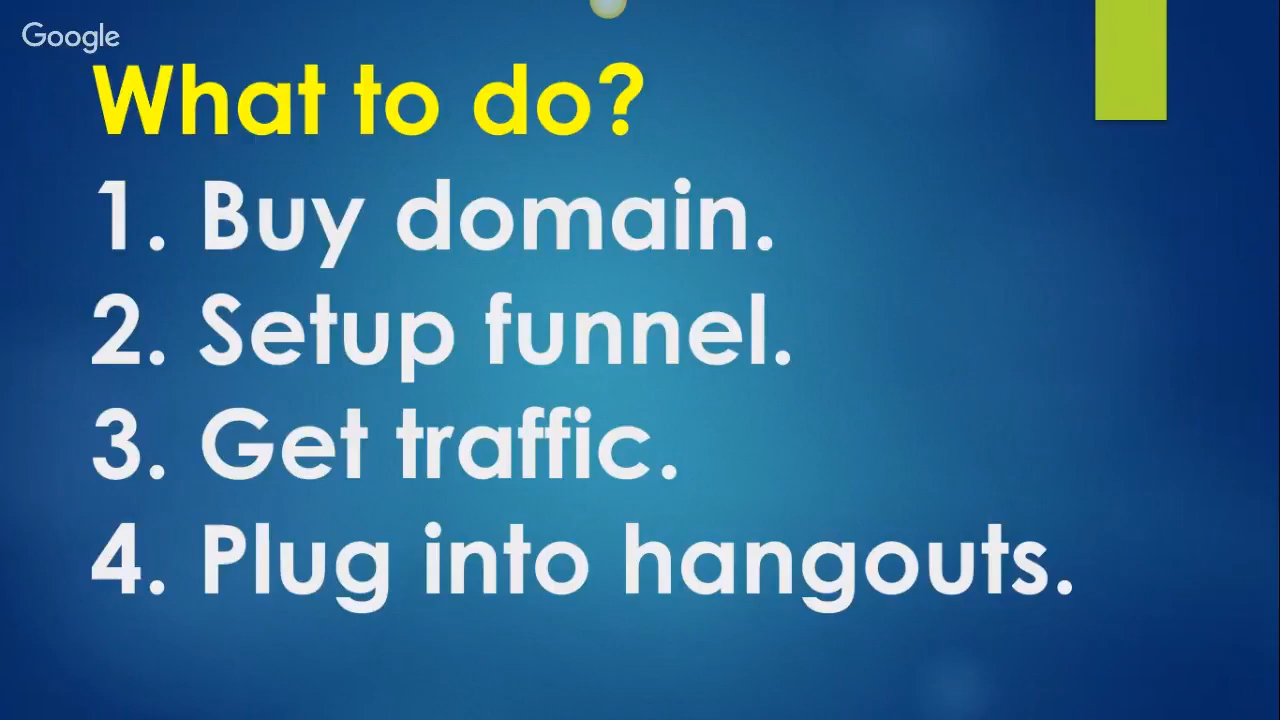 Google
What to do?
1. Buy domain.
2. Setup funnel.
3. Get traffic.
4. Plug into hangouts.